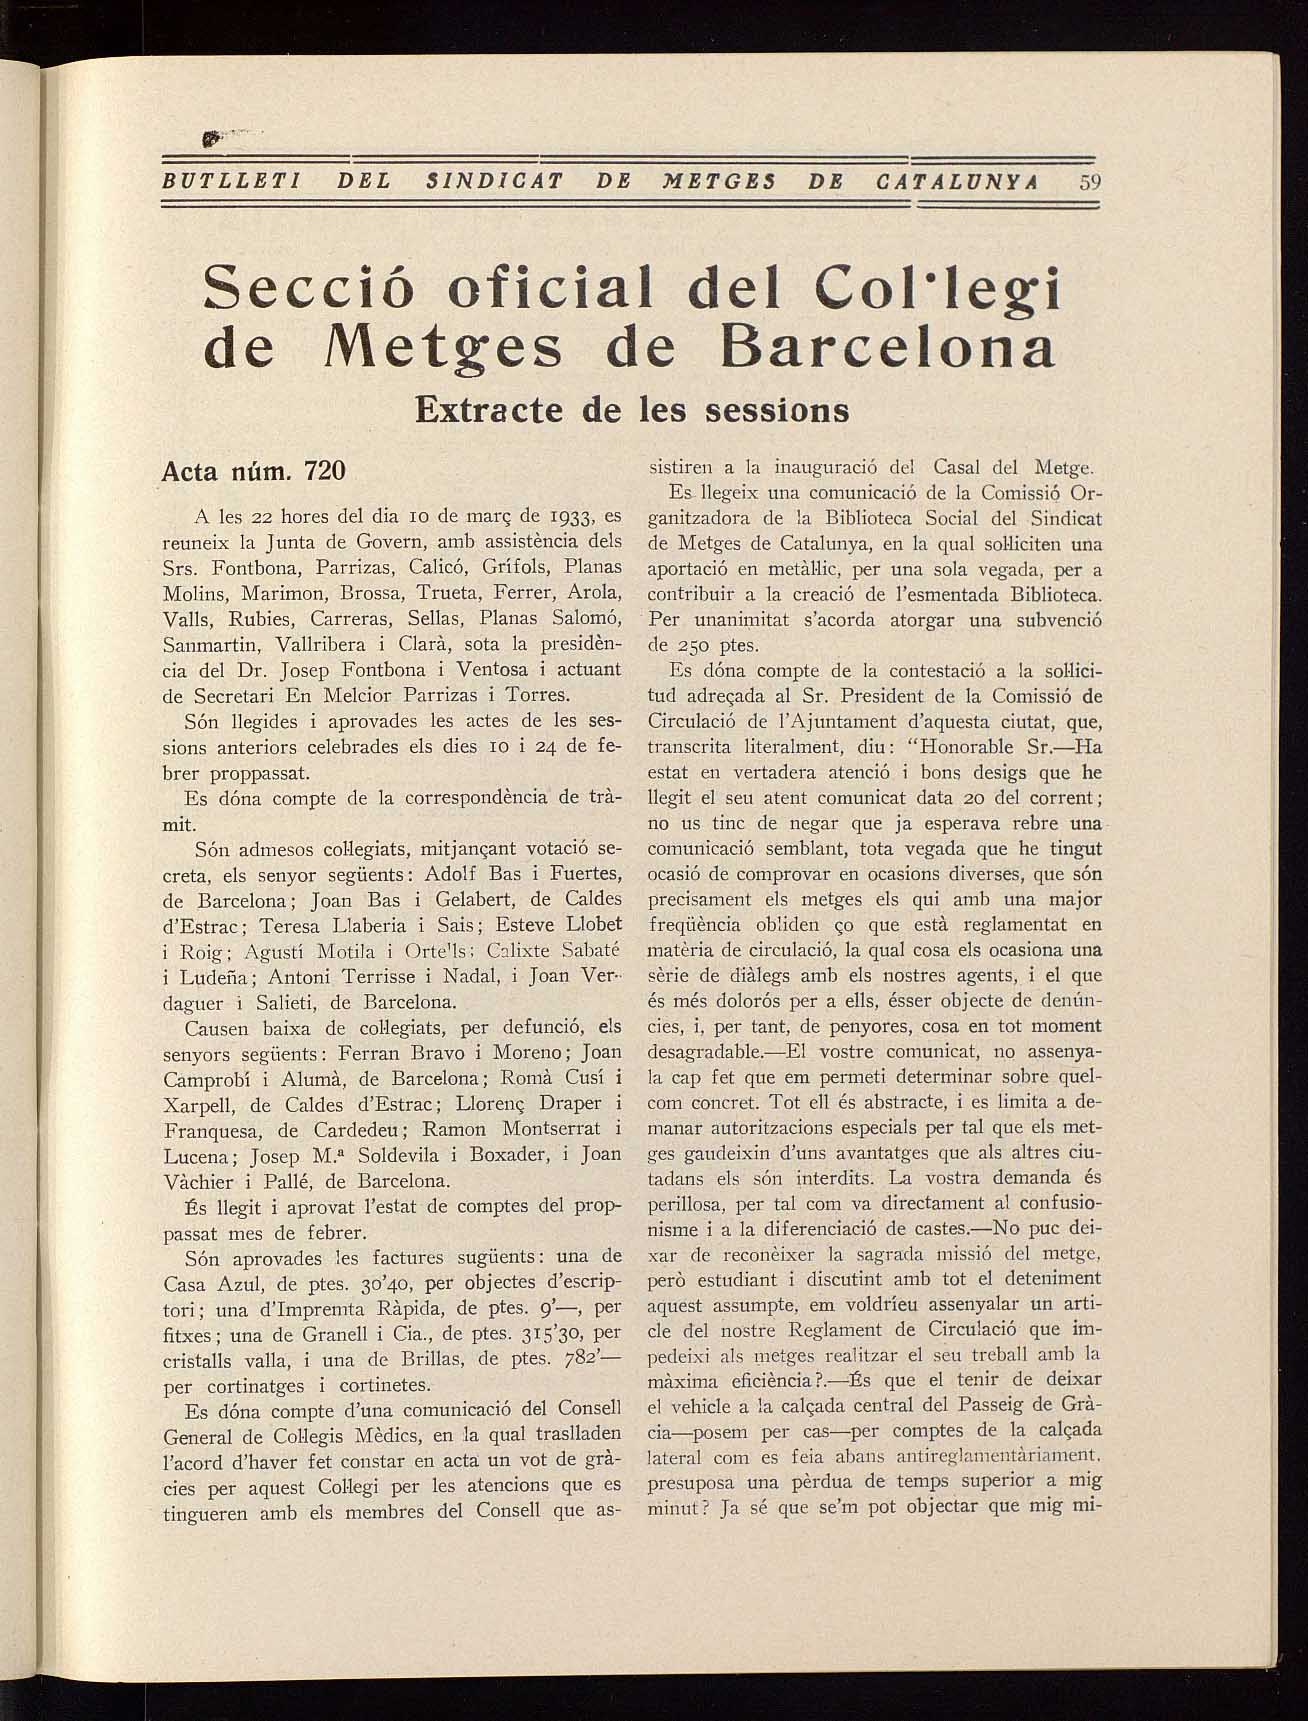 BUTLLETI DEL SINDICAT DE METGES DE CATALUNYA 59
Secció oficial del Col·legi
de Metges de Barcelona
Extracte de les sessions
Acta núm. 720
A les 22 hores del dia 10 de març de 1933, es
reuneix la Junta de Govern, amb assistència dels
Srs. Fontbona, Parrizas, Calicó, Grífols, Planas
Molins, Marimon, Brossa, Trueta, Ferrer, Arola,
Valls, Rubies, Carreras, Sellas, Planas Salomó,
Sanmartin, Vallribera i Clarà, sota la presidèn-
cia del Dr. Josep Fontbona i Ventosa i actuant
de Secretari En Melcior Parrizas i Torres.
Són llegides i aprovades les actes de les ses-
sions anteriors celebrades els dies 10 i 24 de fe-
brer proppassat.
Es dóna compte de la correspondència de trà-
mit.
Són admesos coŀlegiats, mitjançant votació se-
creta, els senyor següents: Adolf Bas i Fuertes,
de Barcelona; Joan Bas i Gelabert, de Caldes
d'Estrac; Teresa Llaberia i Sais; Esteve Llobet
i Roig; Agustí Motila i Orte'ls; Calixte Sabaté
i Ludeña; Antoni Terrisse i Nadal, i Joan Ver-
daguer i Salieti, de Barcelona.
Causen baixa de coŀlegiats, per defunció, els
senyors següents: Ferran Bravo i Moreno; Joan
Camprobí i Alumà, de Barcelona; Romà Cusí i
Xarpell, de Caldes d'Estrac; Llorenç Draper i
Franquesa, de Cardedeu; Ramon Montserrat i
Lucena; Josep M.ª Soldevila i Boxader, i Joan
Vàchier i Pallé, de Barcelona.
És llegit i aprovat l'estat de comptes del prop-
passat mes de febrer.
Són aprovades les factures sugüents: una de
Casa Azul, de ptes. 30'40, per objectes d'escrip-
tori; una d'Impremta Ràpida, de ptes. 9'—, per
fitxes; una de Granell i Cia., de ptes. 315'30, per
cristalls valla, i una de Brillas, de ptes. 782'—
per cortinatges i cortinetes.
Es dóna compte d'una comunicació del Consell
General de Coŀlegis Mèdics, en la qual traslladen
l'acord d'haver fet constar en acta un vot de grà-
cies per aquest Coŀlegi per les atencions que es
tingueren amb els membres del Consell que as-
sistiren a la inauguració del Casal del Metge.
Es llegeix una comunicació de la Comissió Or-
ganitzadora de la Biblioteca Social del Sindicat
de Metges de Catalunya, en la qual soŀliciten una
aportació en metàŀlic, per una sola vegada, per a
contribuir a la creació de l'esmentada Biblioteca.
Per unanimitat s'acorda atorgar una subvenció
de 250 ptes.
Es dóna compte de la contestació a la soŀlici-
tud adreçada al Sr. President de la Comissió de
Circulació de l'Ajuntament d'aquesta ciutat, que,
transcrita literalment, diu: "Honorable Sr.—Ha
estat en vertadera atenció i bons desigs que he
llegit el seu atent comunicat data 20 del corrent;
no us tinc de negar que ja esperava rebre una
comunicació semblant, tota vegada que he tingut
ocasió de comprovar en ocasions diverses, que són
precisament els metges els qui amb una major
freqüència obliden ço que està reglamentat en
matèria de circulació, la qual cosa els ocasiona una
sèrie de diàlegs amb els nostres agents, i el que
és més dolorós per a ells, ésser objecte de denún-
cies, i, per tant, de penyores, cosa en tot moment
desagradable.—El vostre comunicat, no assenya-
la cap fet que em permeti determinar sobre quel-
com concret. Tot ell és abstracte, i es limita a de-
manar autoritzacions especials per tal que els met-
ges gaudeixin d'uns avantatges que als altres ciu-
tadans els són interdits. La vostra demanda és
perillosa, per tal com va directament al confusio-
nisme i a la diferenciació de castes.—No puc dei-
xar de reconèixer la sagrada missió del metge,
però estudiant i discutint amb tot el deteniment
aquest assumpte, em voldríeu assenyalar un arti-
cle del nostre Reglament de Circulació que im-
pedeixi als metges realitzar el seu treball amb la
màxima eficiència?.—És que el tenir de deixar
el vehicle a la calçada central del Passeig de Grà-
cia—posem per cas—per comptes de la calçada
lateral com es feia abans antireglamentàriament.
presuposa una pèrdua de temps superior a mig
minut? Ja sé que se'm pot objectar que mig mi-